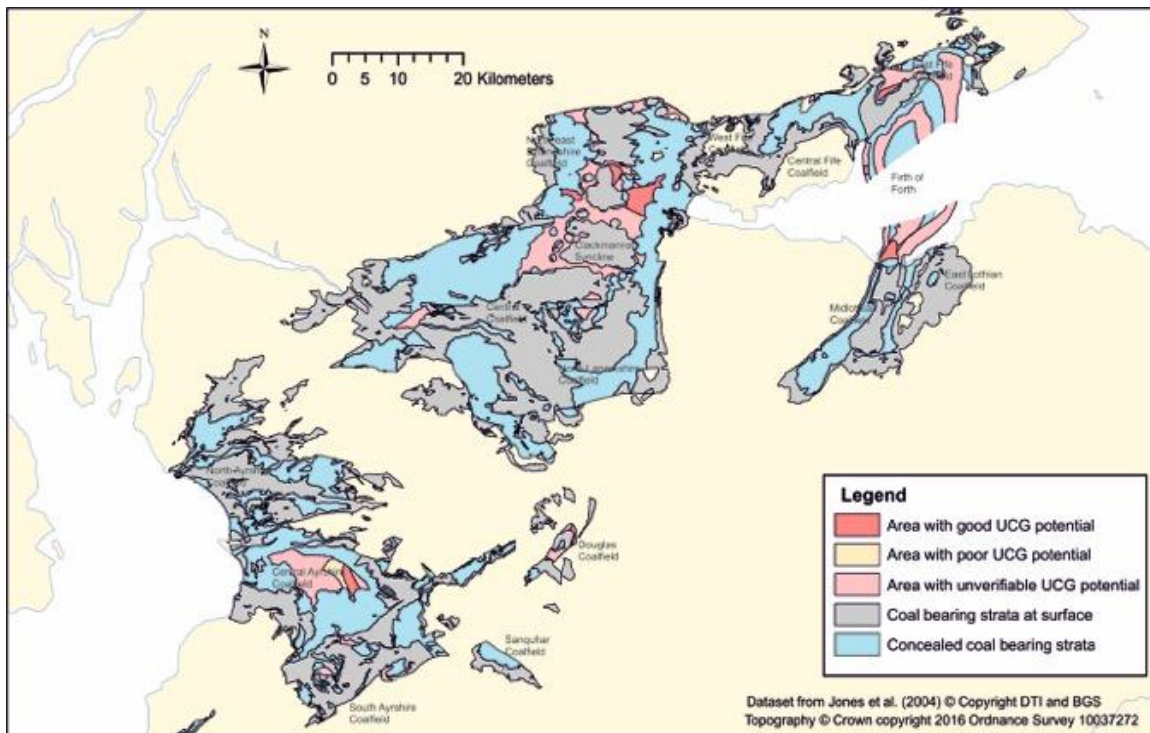 N
0 5 10 20 Kilometers
East Fife
Coalfield
West Fife
Central Fife
Coalfield
Coalfield
Firth of
Forth
Clackmannan
Syncline
East Lothian
Coalfield
Central
Coalfield
Coalfield
North Ayrshire
Coalfield
Douglas
Coalfield
Central Ayrshire
Coalfield
Sanquhar
Coalfield
South Ayrshire
Coalfield
Legend
Area with good UCG potential
Area with poor UCG potential
Area with unverifiable UCG potential
Coal bearing strata at surface
Concealed coal bearing strata
Dataset from Jones et al. (2004) © Copyright DTI and BGS
Topography © Crown copyright 2016 Ordnance Survey 10037272